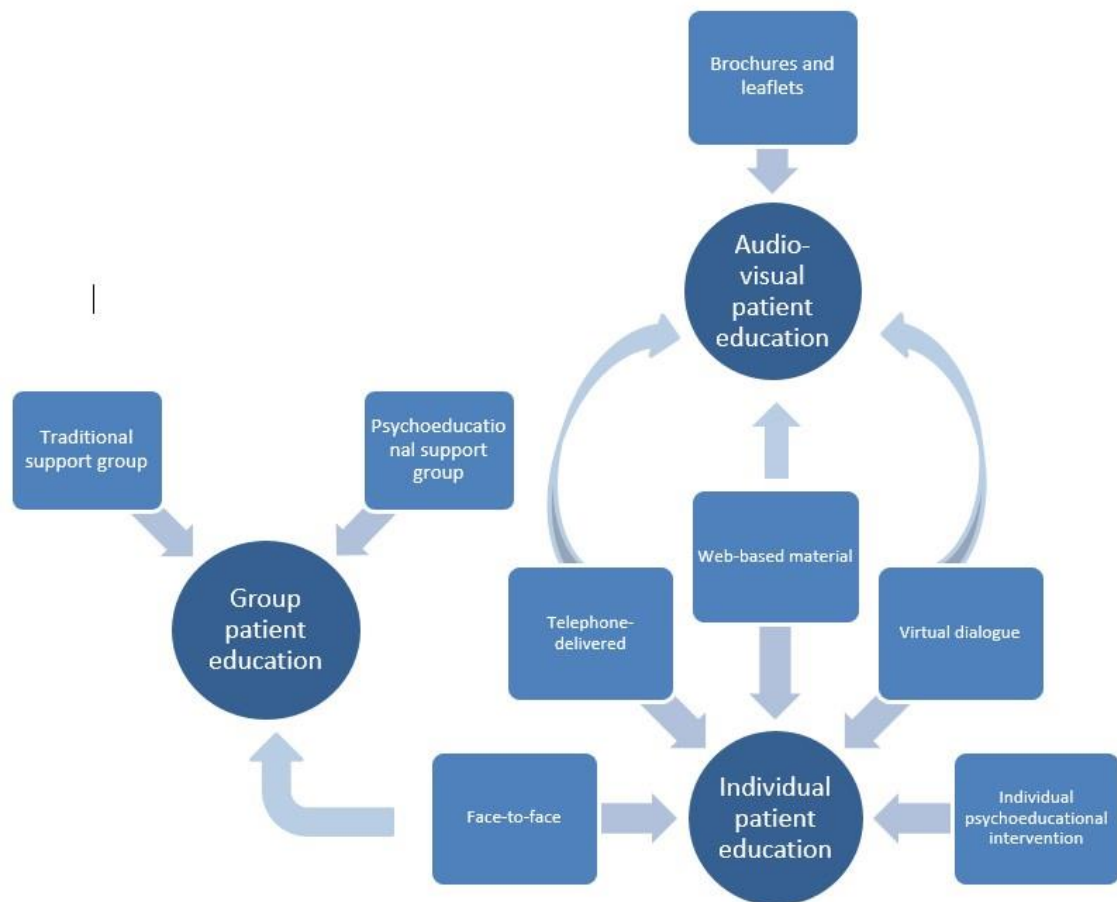 Brochures and
leaflets
Audio-
visual
patient
education
Traditional
support group
Psychoeducatio
nal support
group
Web-based material
Group
patient
education
Telephone-
delivered
Virtual dialogue
Face-to-face
Individual
patient
education
Individual
psychoeducational
intervention